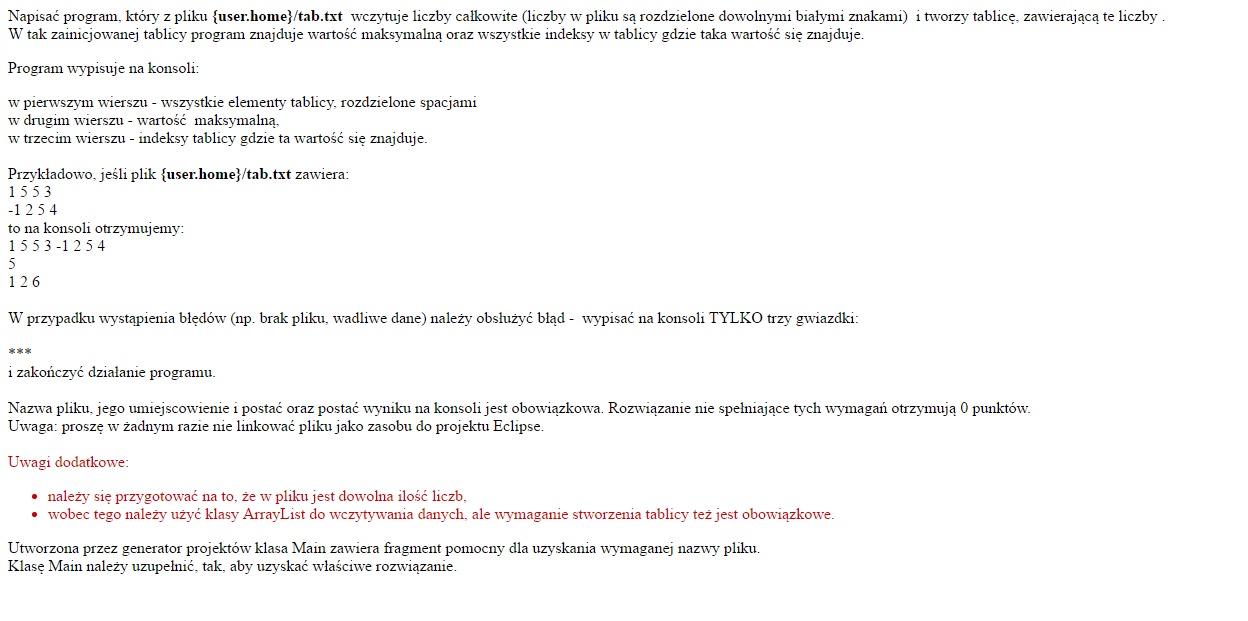 Napisać program, który z pliku {user.home}/tab.txt wczytuje liczby całkowite (liczby w pliku są rozdzielone dowolnymi białymi znakami) i tworzy tablicę, zawierającą te liczby .
W tak zainicjowanej tablicy program znajduje wartość maksymalną oraz wszystkie indeksy w tablicy gdzie taka wartość się znajduje.
Program wypisuje na konsoli:
w pierwszym wierszu - wszystkie elementy tablicy, rozdzielone spacjami
w drugim wierszu - wartość maksymalną,
w trzecim wierszu - indeksy tablicy gdzie ta wartość się znajduje.
Przykładowo, jeśli plik {user.home}/tab.txt zawiera:
1 5 5 3
-1 2 5 4
to na konsoli otrzymujemy:
1 5 5 3 -1 2 5 4
5
1 2 6
W przypadku wystąpienia błędów (np. brak pliku, wadliwe dane) należy obsłużyć błąd - wypisać na konsoli TYLKO trzy gwiazdki:
***
i zakończyć działanie programu.
Nazwa pliku, jego umiejscowienie i postać oraz postać wyniku na konsoli jest obowiązkowa. Rozwiązanie nie spełniające tych wymagań otrzymują 0 punktów.
Uwaga: proszę w żadnym razie nie linkować pliku jako zasobu do projektu Eclipse.
Uwagi dodatkowe:
• należy się przygotować na to, że w pliku jest dowolna ilość liczb,
• wobec tego należy użyć klasy ArrayList do wczytywania danych, ale wymaganie stworzenia tablicy też jest obowiązkowe.
Utworzona przez generator projektów klasa Main zawiera fragment pomocny dla uzyskania wymaganej nazwy pliku.
Klasę Main należy uzupełnić, tak, aby uzyskać właściwe rozwiązanie.